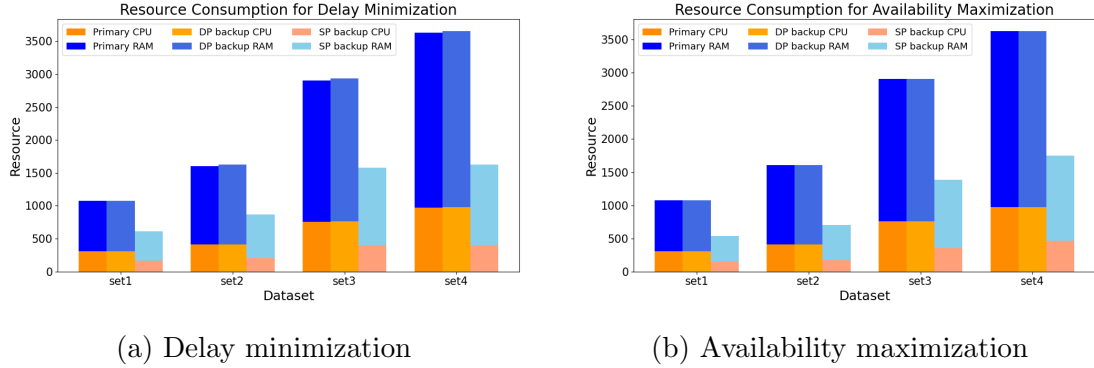 Resource Consumption for Delay Minimization
Primary CPU
Primary RAM
DP backup CPU
DP backup RAM
SP backup CPU
SP backup RAM
3500
3000
2500
2000
1500
1000
500
0
Resource
set1
set2
set3
set4
Dataset
(a) Delay minimization
Resource Consumption for Availability Maximization
Primary CPU
Primary RAM
DP backup CPU
DP backup RAM
SP backup CPU
SP backup RAM
3500
3000
2500
2000
1500
1000
500
0
Resource
set1
set2
set3
set4
Dataset
(b) Availability maximization